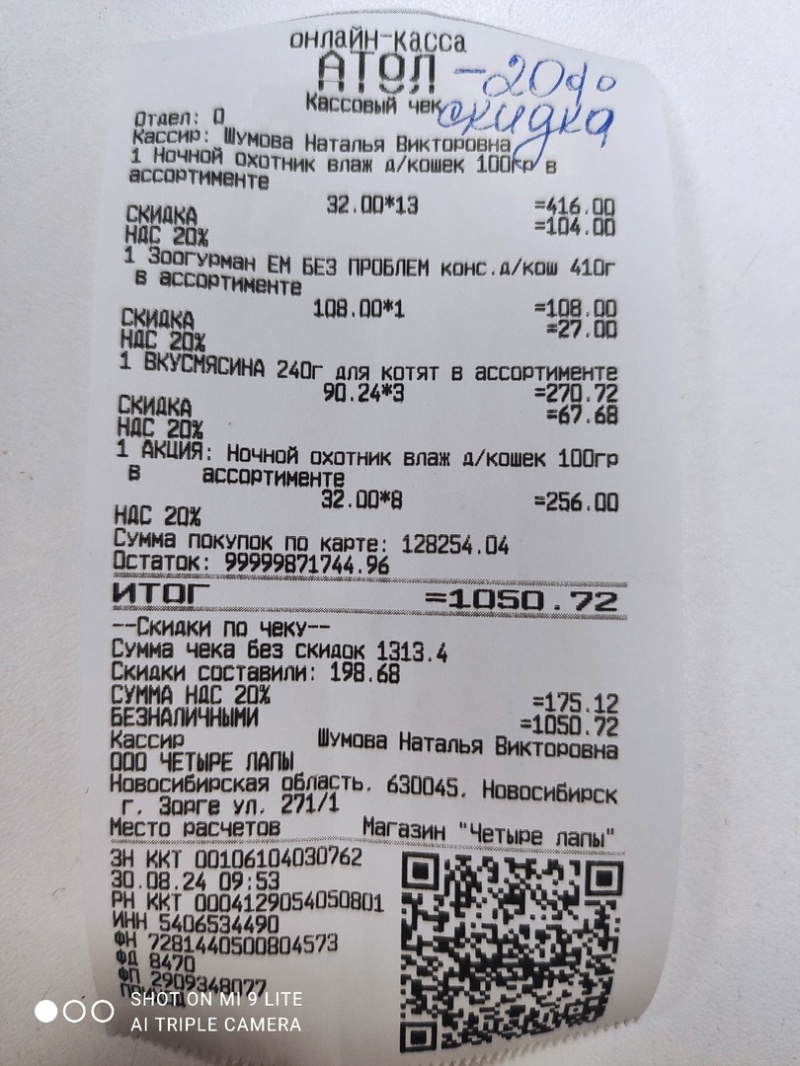 онлайн-касса
АТОЛ -20%
Кассовый чек скидка
Отдел: 0
Кассир: Шумова Наталья Викторовна
1 Ночной охотник влаж д/кошек 100гр в
ассортименте
32.00*13 =416.00
СКИДКА =104.00
НДС 20%
1 Зоогурман ЕМ БЕЗ ПРОБЛЕМ конс.д/кош 410г
в ассортименте
108.00*1 =108.00
СКИДКА =27.00
НДС 20%
1 ВКУСМЯСИНА 240г для котят в ассортименте
90.24*3 =270.72
СКИДКА =67.68
НДС 20%
1 АКЦИЯ: Ночной охотник влаж д/кошек 100гр
в ассортименте
32.00*8 =256.00
НДС 20%
Сумма покупок по карте: 128254.04
Остаток: 99999871744.96
ИТОГ =1050.72
--Скидки по чеку--
Сумма чека без скидок 1313.4
Скидки составили: 198.68
СУММА НДС 20% =175.12
БЕЗНАЛИЧНЫМИ =1050.72
Кассир Шумова Наталья Викторовна
ООО ЧЕТЫРЕ ЛАПЫ
Новосибирская область, 630045, Новосибирск
г, Зорге ул, 271/1
Место расчетов Магазин "Четыре лапы"
ЗН ККТ 00106104030762
30.08.24 09:53
РН ККТ 0004129054050801
ИНН 5406534490
ФН 7281440500804573
ФД 8470
ФП 2909348077
SHOT ON MI 9 LITE
AI TRIPLE CAMERA